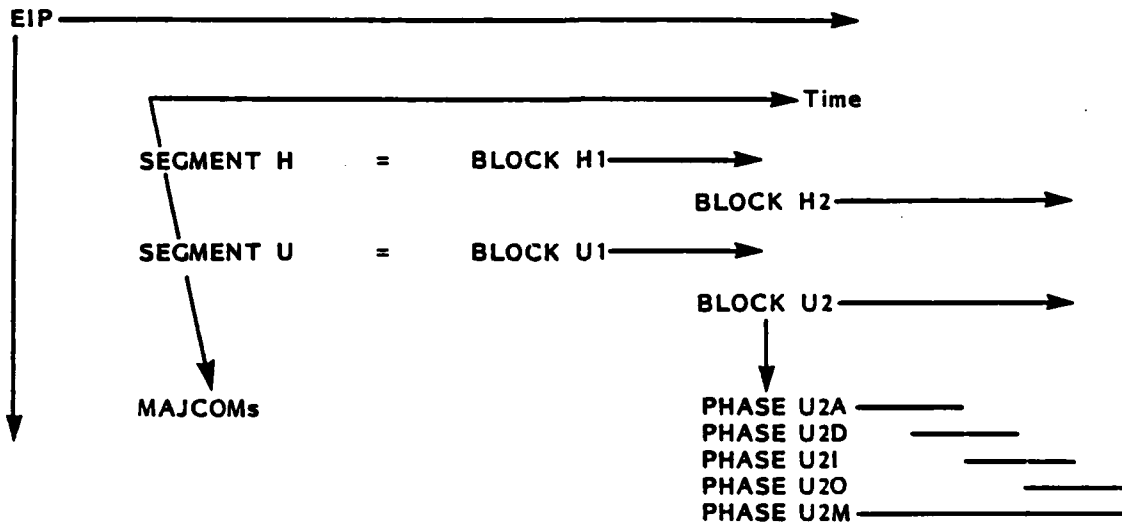 EIP
Time
SEGMENT H = BLOCK H1
BLOCK H2
SEGMENT U = BLOCK U1
BLOCK U2
MAJCOMs
PHASE U2A
PHASE U2D
PHASE U2I
PHASE U2O
PHASE U2M